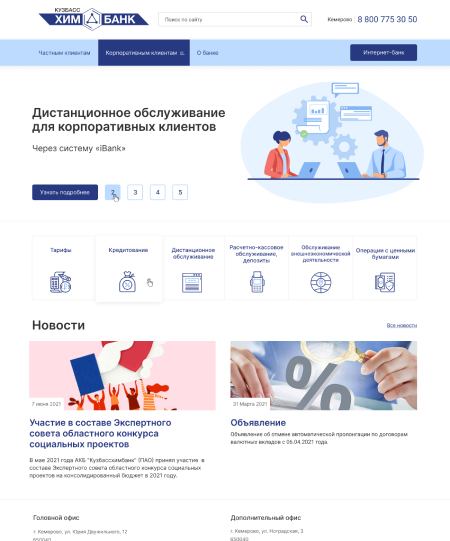 КУЗБАСС
ХИМ БАНК
Поиск по сайту
Кемерово 8 800 775 30 50
Частным клиентам
Корпоративным клиентам
О банке
Интернет-банк
Дистанционное обслуживание
для корпоративных клиентов
Через систему «iBank»
Узнать подробнее
2 3 4 5
Тарифы
Кредитование
Дистанционное
обслуживание
Расчетно-кассовое
обслуживание,
депозиты
Обслуживание
внешнеэкономической
деятельности
Операции с ценными
бумагами
Новости
Все новости
7 июня 2021
Участие в составе Экспертного
совета областного конкурса
социальных проектов
В мае 2021 года АКБ "Кузбассхимбанк" (ПАО) принял участие в
составе Экспертного совета областного конкурса социальных
проектов на консолидированный бюджет в 2021 году.
%
31 Марта 2021
Объявление
Объявление об отмене автоматической пролонгации по договорам
валютных вкладов с 06.04.2021 года
Головной офис
г. Кемерово, ул. Юрия Двужильного, 12
650040
Дополнительный офис
г. Кемерово, ул. Ноградская, 3
650040